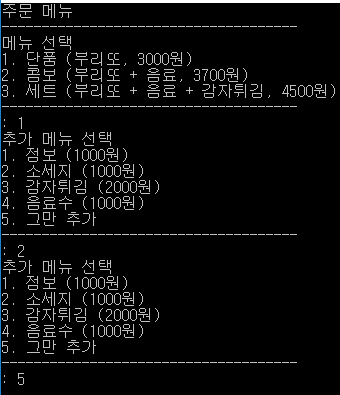 주문 메뉴
-------------------------------------
메뉴 선택
1. 단품 (부리또, 3000원)
2. 콤보 (부리또 + 음료, 3700원)
3. 세트 (부리또 + 음료 + 감자튀김, 4500원)
-------------------------------------
: 1
추가 메뉴 선택
1. 점보 (1000원)
2. 소세지 (1000원)
3. 감자튀김 (2000원)
4. 음료수 (1000원)
5. 그만 추가
-------------------------------------
: 2
추가 메뉴 선택
1. 점보 (1000원)
2. 소세지 (1000원)
3. 감자튀김 (2000원)
4. 음료수 (1000원)
5. 그만 추가
-------------------------------------
: 5